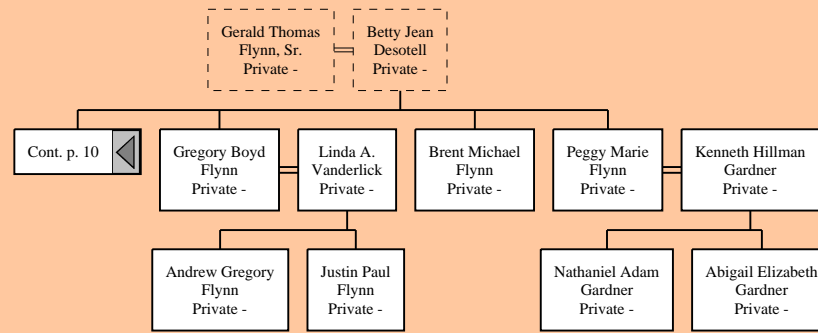 Gerald Thomas
Flynn, Sr.
Private -
Betty Jean
Desotell
Private -
Cont. p. 10
Gregory Boyd
Flynn
Private -
Linda A.
Vanderlick
Private -
Brent Michael
Flynn
Private -
Peggy Marie
Flynn
Private -
Kenneth Hillman
Gardner
Private -
Andrew Gregory
Flynn
Private -
Justin Paul
Flynn
Private -
Nathaniel Adam
Gardner
Private -
Abigail Elizabeth
Gardner
Private -